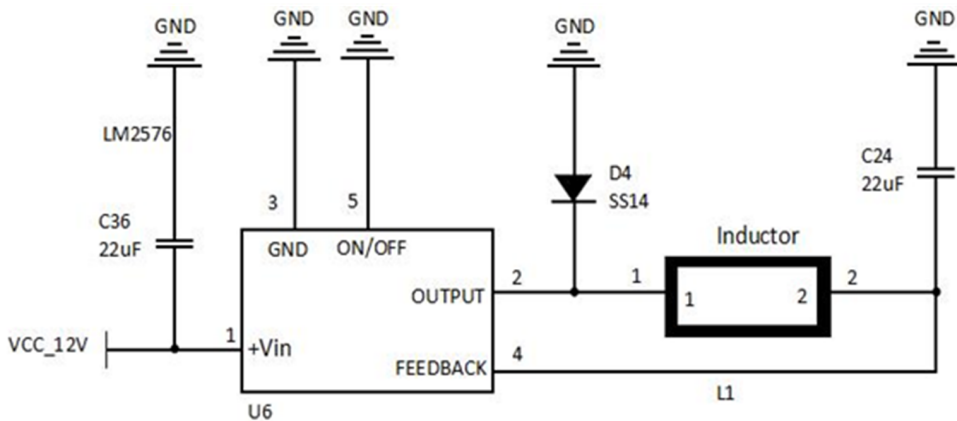 GND
GND
GND
GND
GND
LM2576
C36
22uF
3
5
GND
ON/OFF
D4
SS14
C24
22uF
Inductor
OUTPUT
2
1
1
2
2
VCC_12V
1
+Vin
FEEDBACK
4
L1
U6